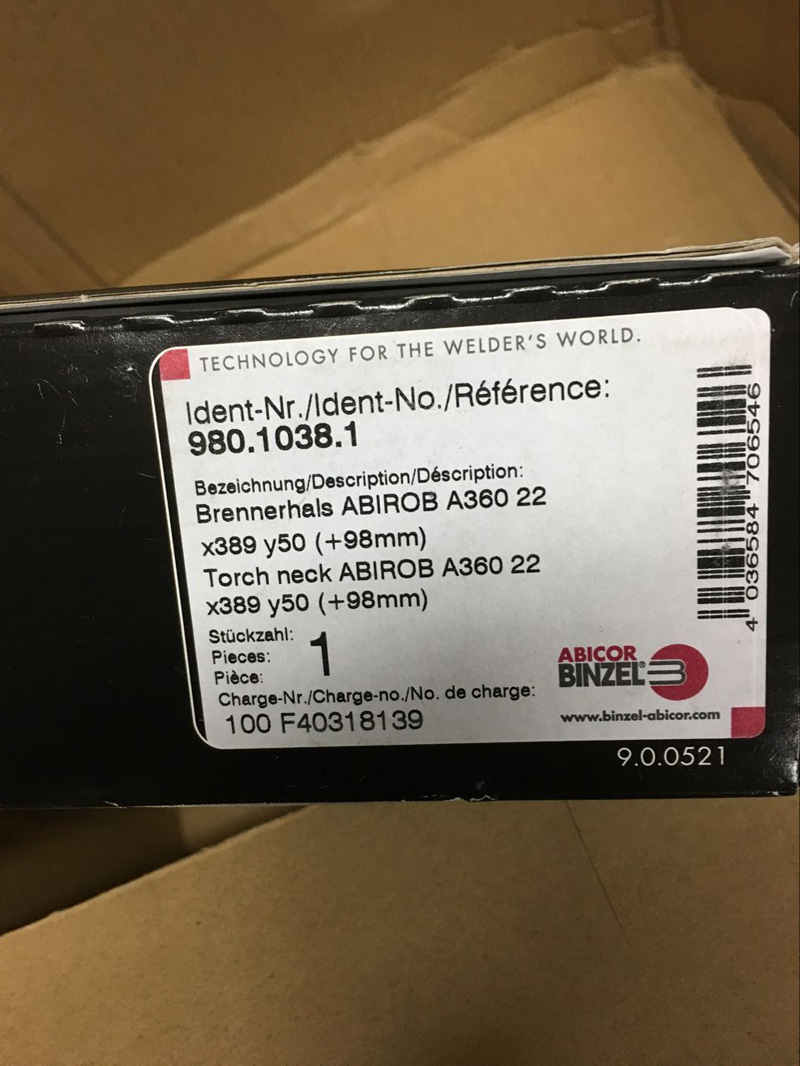 TECHNOLOGY FOR THE WELDER'S WORLD.
Ident-Nr./Ident-No./Référence:
980.1038.1
Bezeichnung/Description/Déscription:
Brennerhals ABIROB A360 22
x389 y50 (+98mm)
Torch neck ABIROB A360 22
x389 y50 (+98mm)
Stückzahl:
Pieces: 1
Pièce:
Charge-Nr./Charge-no./No. de charge:
100 F40318139
4 036584 706546
ABICOR
BINZEL®
www.binzel-abicor.com
9.0.0521